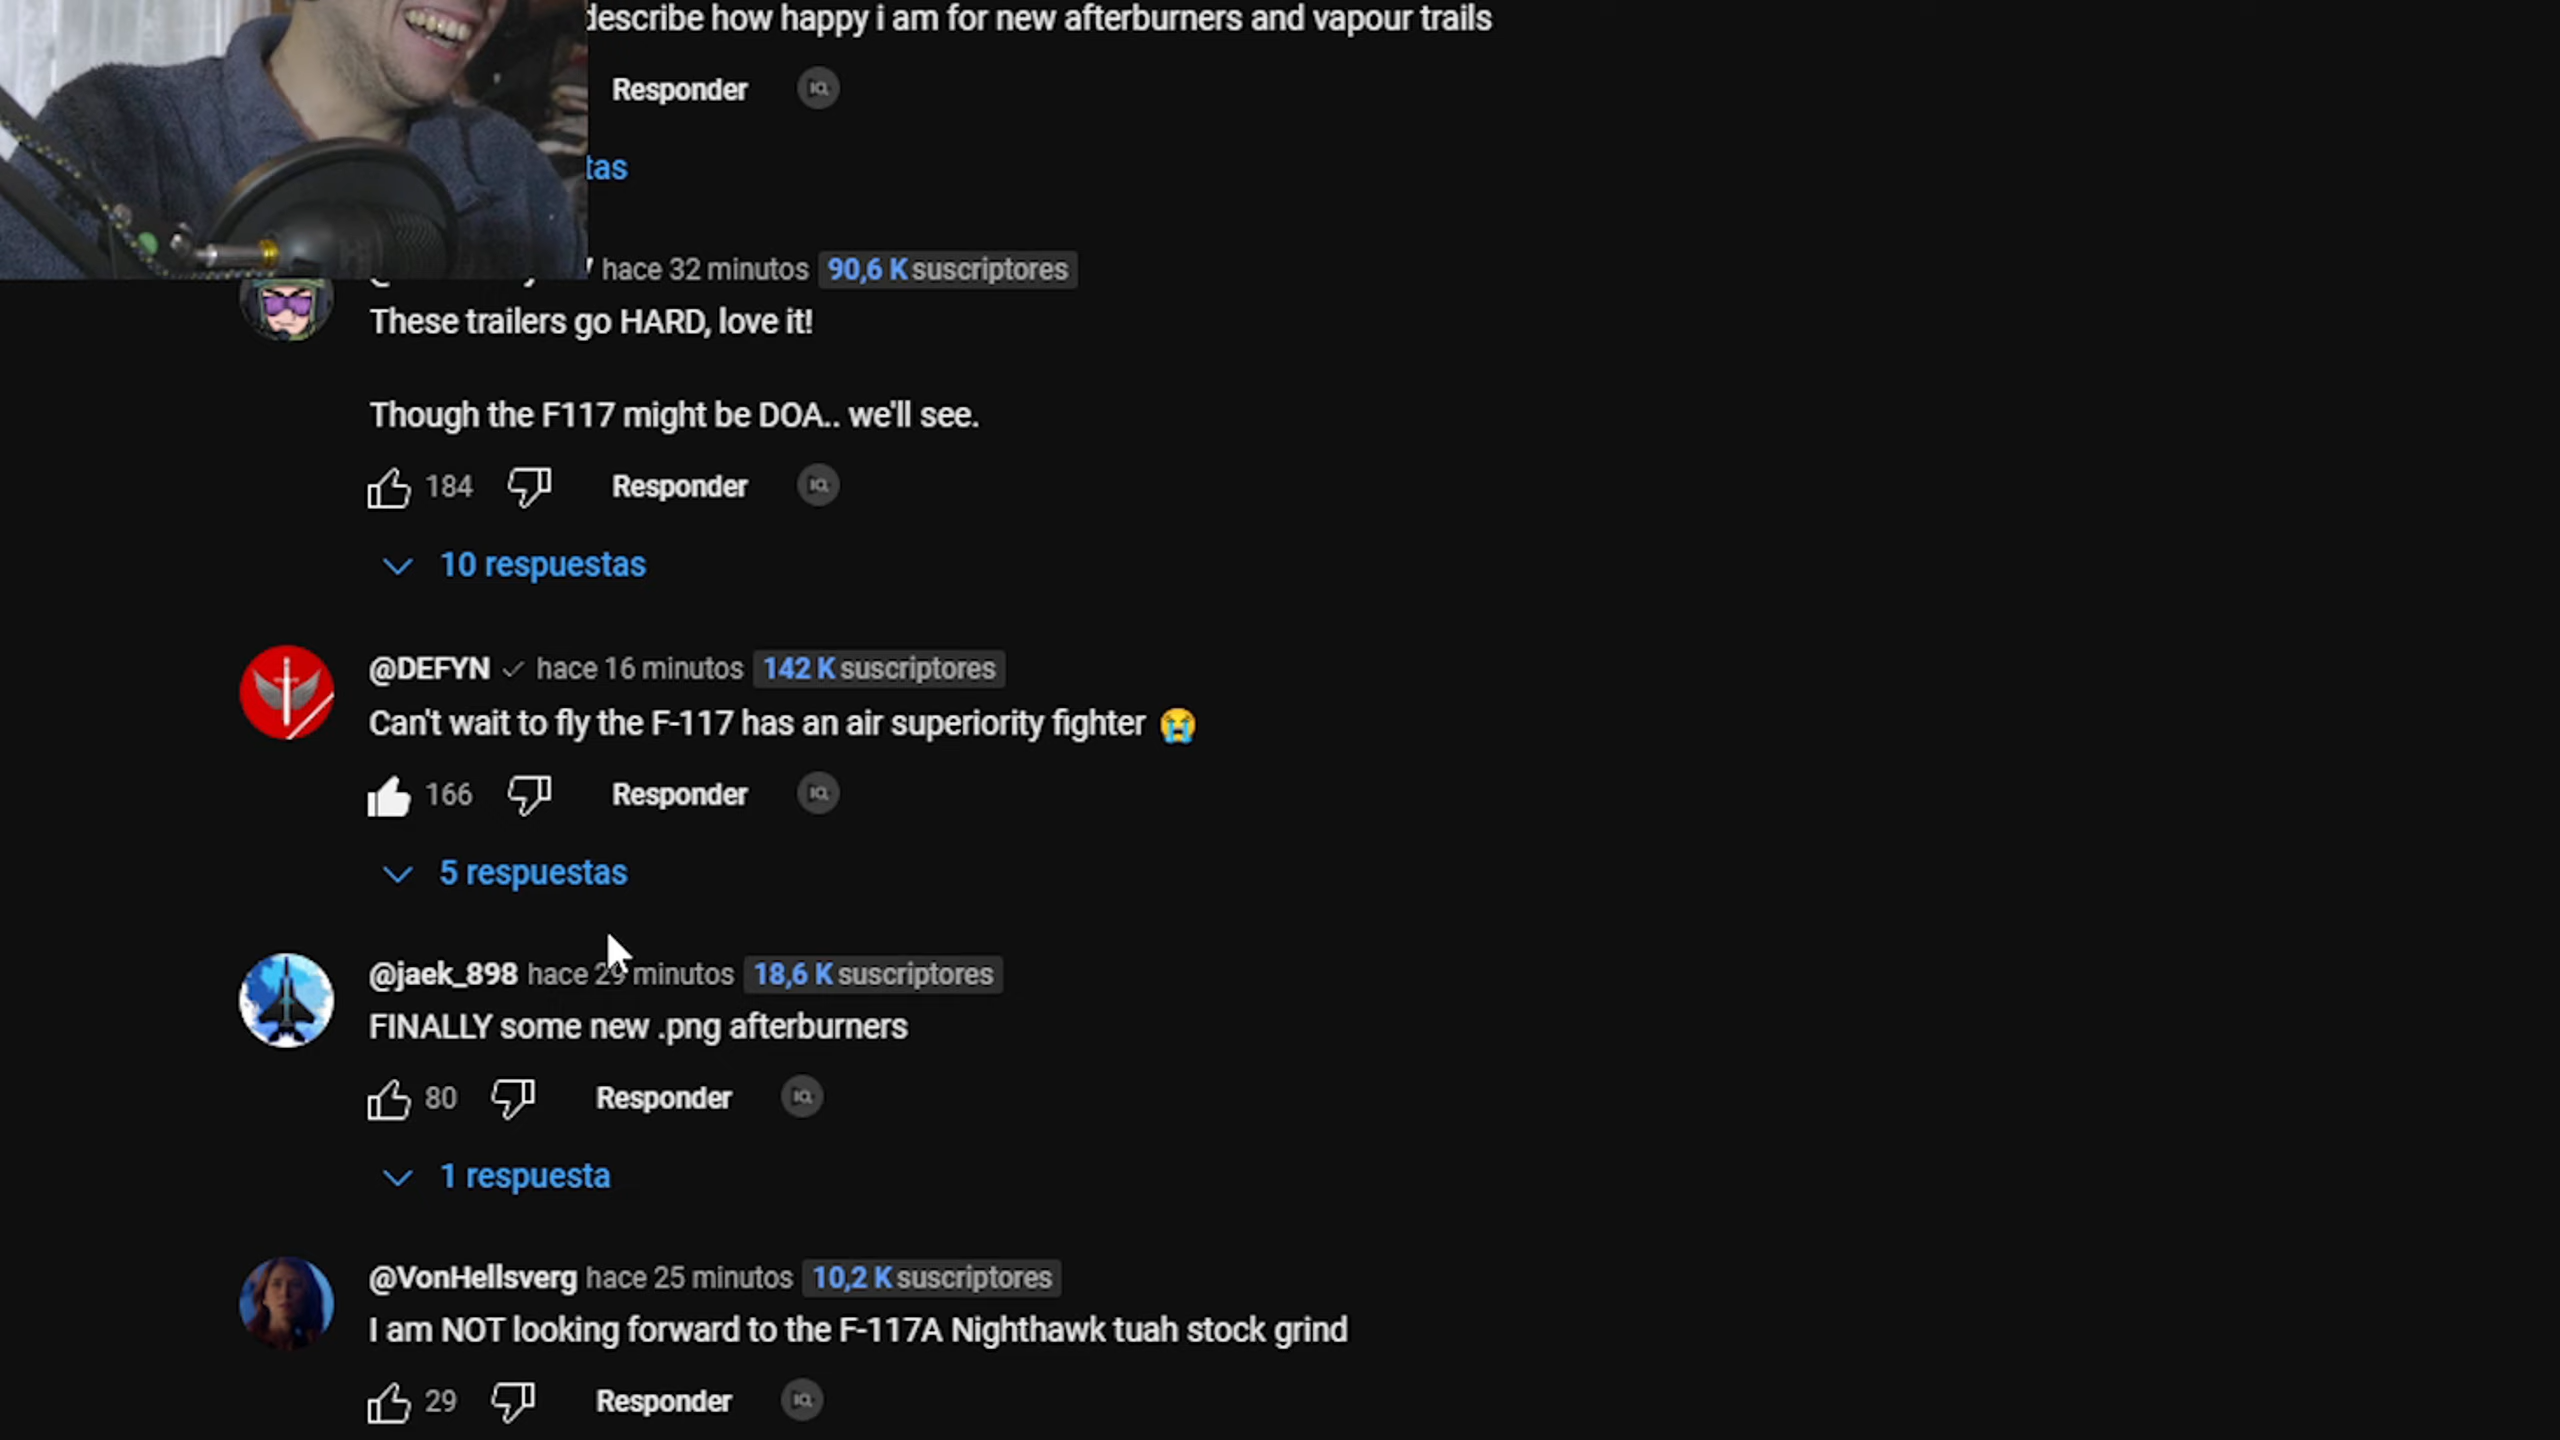 describe how happy i am for new afterburners and vapour trails
Responder
tas
hace 32 minutos 90,6 K suscriptores
These trailers go HARD, love it!
Though the F117 might be DOA.. we'll see.
184 Responder
10 respuestas
@DEFYN hace 16 minutos 142 K suscriptores
Can't wait to fly the F-117 has an air superiority fighter 😭
166 Responder
5 respuestas
@jaek_898 hace 29 minutos 18,6 K suscriptores
FINALLY some new .png afterburners
80 Responder
1 respuesta
@VonHellsverg hace 25 minutos 10,2 K suscriptores
I am NOT looking forward to the F-117A Nighthawk tuah stock grind
29 Responder